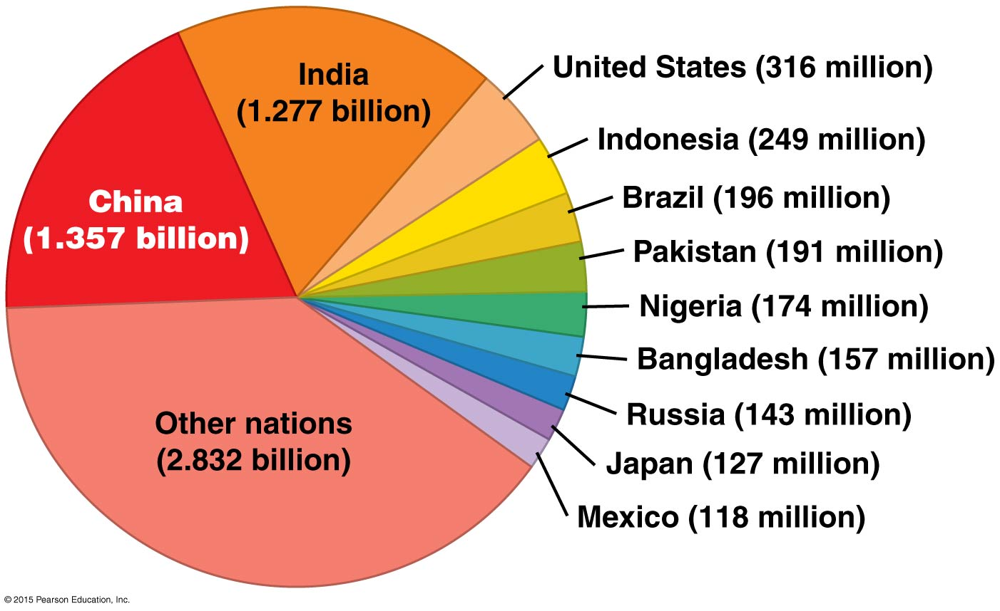 India
(1.277 billion)
United States (316 million)
Indonesia (249 million)
Brazil (196 million)
China
(1.357 billion)
Pakistan (191 million)
Nigeria (174 million)
Bangladesh (157 million)
Russia (143 million)
Other nations
(2.832 billion)
Japan (127 million)
Mexico (118 million)
© 2015 Pearson Education, Inc.